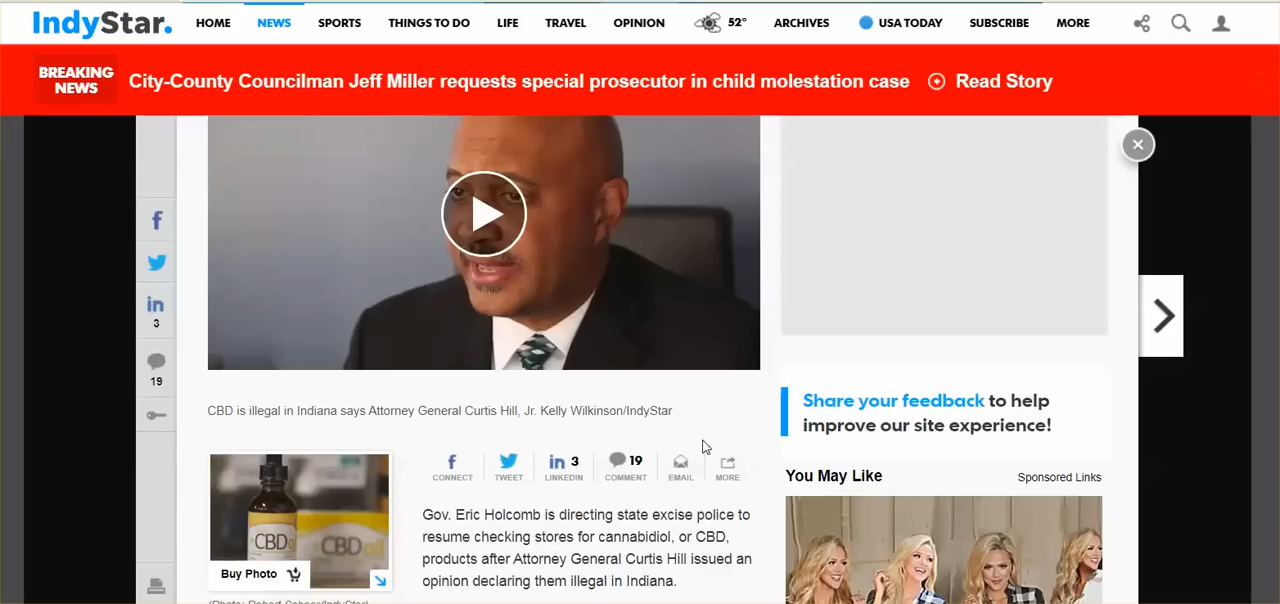 IndyStar.
HOME NEWS SPORTS THINGS TO DO LIFE TRAVEL OPINION 52° ARCHIVES USA TODAY SUBSCRIBE MORE
BREAKING
NEWS
City-County Councilman Jeff Miller requests special prosecutor in child molestation case Read Story
f
in
3
19
CBD is illegal in Indiana says Attorney General Curtis Hill, Jr. Kelly Wilkinson/IndyStar
CBD
CBD oil
Buy Photo
f CONNECT
TWEET
in 3 LINKEDIN
19 COMMENT
EMAIL
MORE
Gov. Eric Holcomb is directing state excise police to
resume checking stores for cannabidiol, or CBD,
products after Attorney General Curtis Hill issued an
opinion declaring them illegal in Indiana.
Share your feedback to help
improve our site experience!
You May Like Sponsored Links